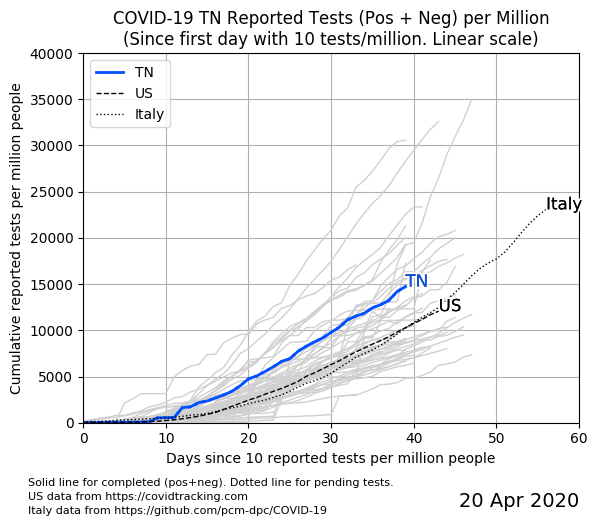 COVID-19 TN Reported Tests (Pos + Neg) per Million
(Since first day with 10 tests/million. Linear scale)
Cumulative reported tests per million people
40000
35000
30000
25000
20000
15000
10000
5000
0
TN
US
Italy
Italy
TN
US
0 10 20 30 40 50 60
Days since 10 reported tests per million people
Solid line for completed (pos+neg). Dotted line for pending tests.
US data from https://covidtracking.com
Italy data from https://github.com/pcm-dpc/COVID-19
20 Apr 2020